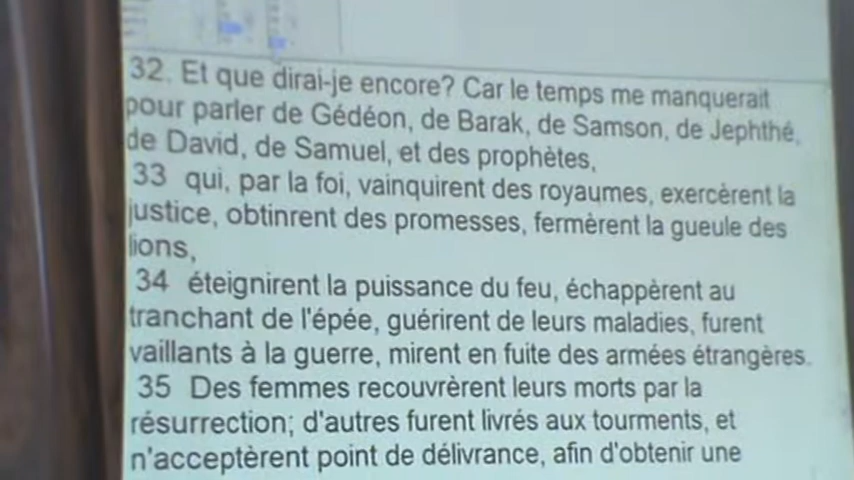 32. Et que dirai-je encore? Car le temps me manquerait
pour parler de Gédéon, de Barak, de Samson, de Jephthé,
de David, de Samuel, et des prophètes,
33 qui, par la foi, vainquirent des royaumes, exercèrent la
justice, obtinrent des promesses, fermèrent la gueule des
lions,
34 éteignirent la puissance du feu, échappèrent au
tranchant de l'épée, guérirent de leurs maladies, furent
vaillants à la guerre, mirent en fuite des armées étrangères.
35 Des femmes recouvrèrent leurs morts par la
résurrection; d'autres furent livrés aux tourments, et
n'acceptèrent point de délivrance, afin d'obtenir une